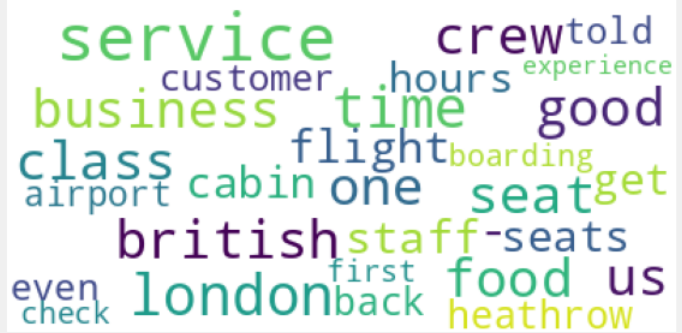 service crew told
customer hours experience
business time good
class flight boarding
airport cabin one seat get
british staff -seats
even london first food us
check back heathrow